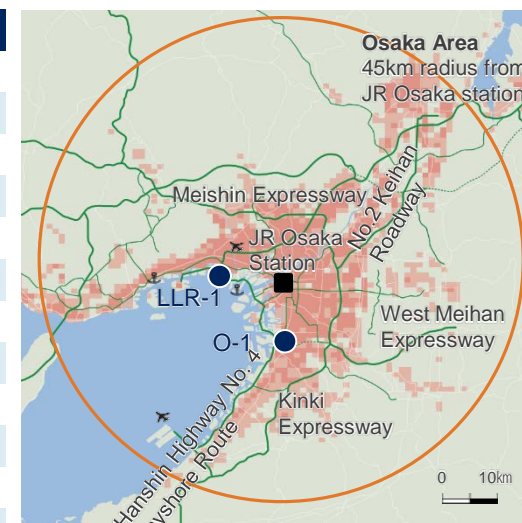 Osaka Area
45km radius from
JR Osaka station
Meishin Expressway
No.2 Keihan
Roadway
JR Osaka
Station
LLR-1
O-1
West Meihan
Expressway
Kinki
Expressway
Hanshin Highway No. 4
Route
0 10km